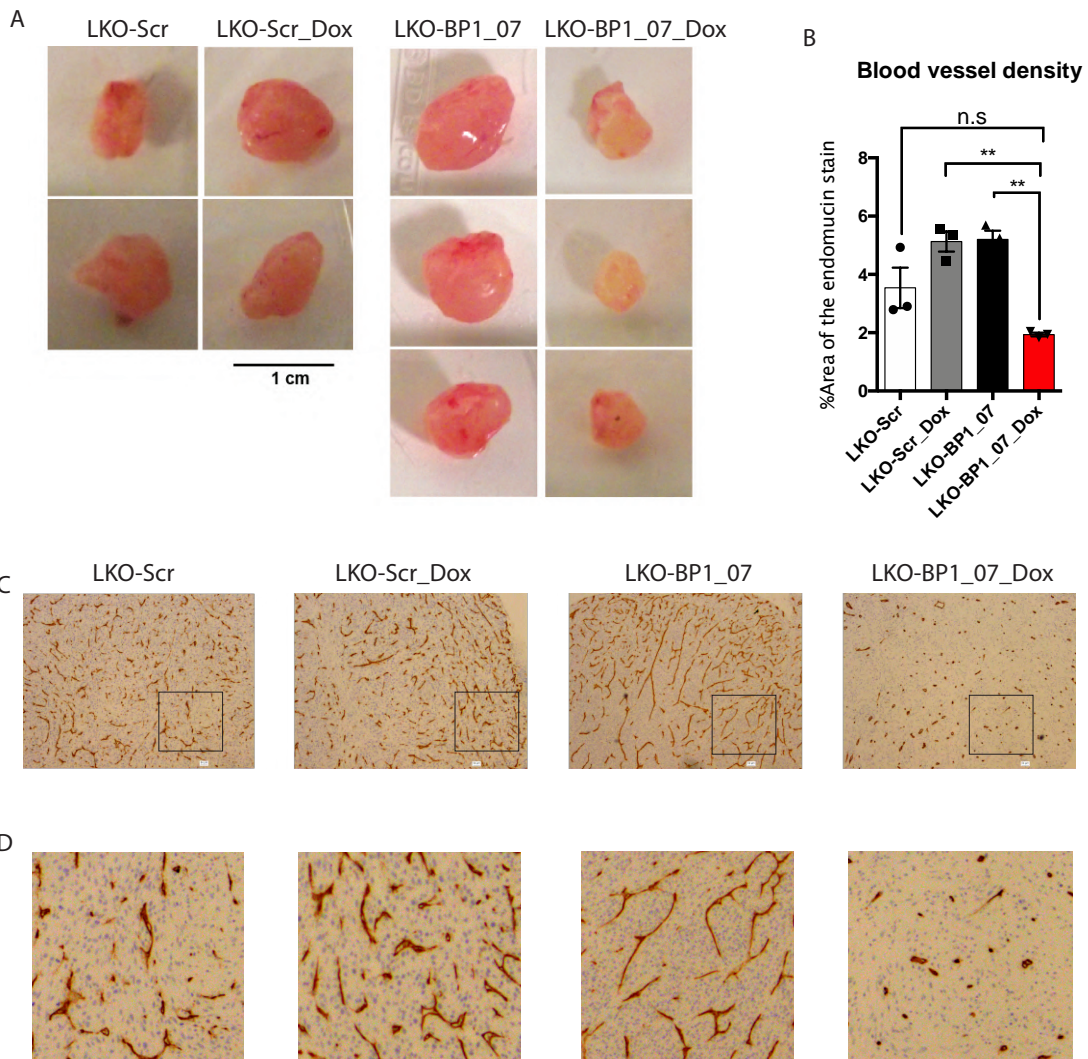 A
LKO-Scr
LKO-Scr_Dox
LKO-BP1_07
LKO-BP1_07_Dox
1 cm
B
Blood vessel density
n.s
**
**
%Area of the endomucin stain
8
6
4
2
0
LKO-Scr
LKO-Scr_Dox
LKO-BP1_07
LKO-BP1_07_Dox
C
LKO-Scr
LKO-Scr_Dox
LKO-BP1_07
LKO-BP1_07_Dox
D